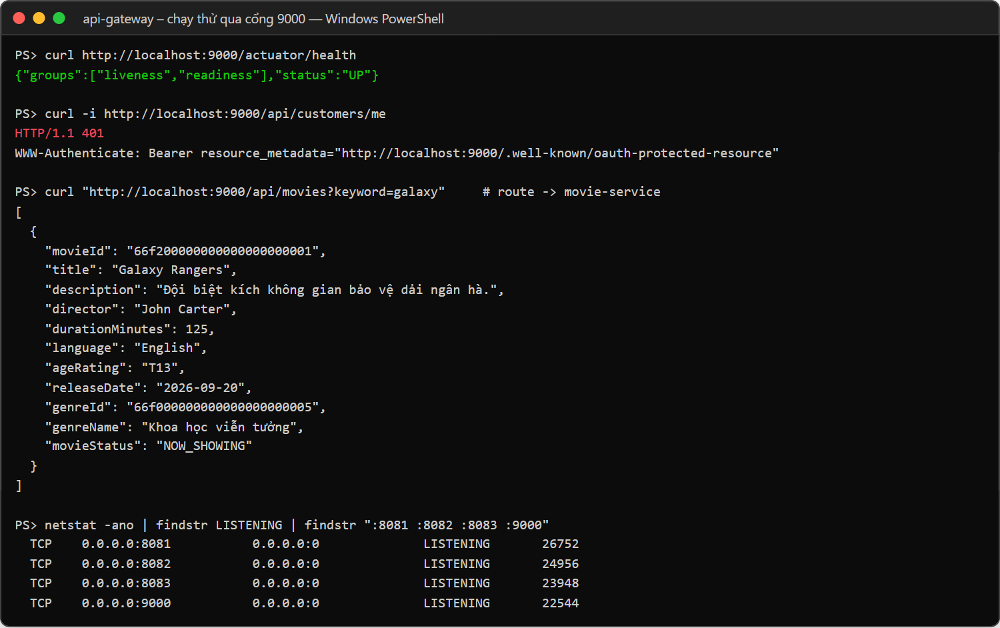 api-gateway – chạy thử qua cổng 9000 — Windows PowerShell
PS> curl http://localhost:9000/actuator/health
{"groups":["liveness","readiness"],"status":"UP"}
PS> curl -i http://localhost:9000/api/customers/me
HTTP/1.1 401
WWW-Authenticate: Bearer resource_metadata="http://localhost:9000/.well-known/oauth-protected-resource"
PS> curl "http://localhost:9000/api/movies?keyword=galaxy"     # route -> movie-service
[
  {
    "movieId": "66f200000000000000000001",
    "title": "Galaxy Rangers",
    "description": "Đội biệt kích không gian bảo vệ dải ngân hà.",
    "director": "John Carter",
    "durationMinutes": 125,
    "language": "English",
    "ageRating": "T13",
    "releaseDate": "2026-09-20",
    "genreId": "66f000000000000000000005",
    "genreName": "Khoa học viễn tưởng",
    "movieStatus": "NOW_SHOWING"
  }
]
PS> netstat -ano | findstr LISTENING | findstr ":8081 :8082 :8083 :9000"
  TCP    0.0.0.0:8081           0.0.0.0:0              LISTENING       26752
  TCP    0.0.0.0:8082           0.0.0.0:0              LISTENING       24956
  TCP    0.0.0.0:8083           0.0.0.0:0              LISTENING       23948
  TCP    0.0.0.0:9000           0.0.0.0:0              LISTENING       22544